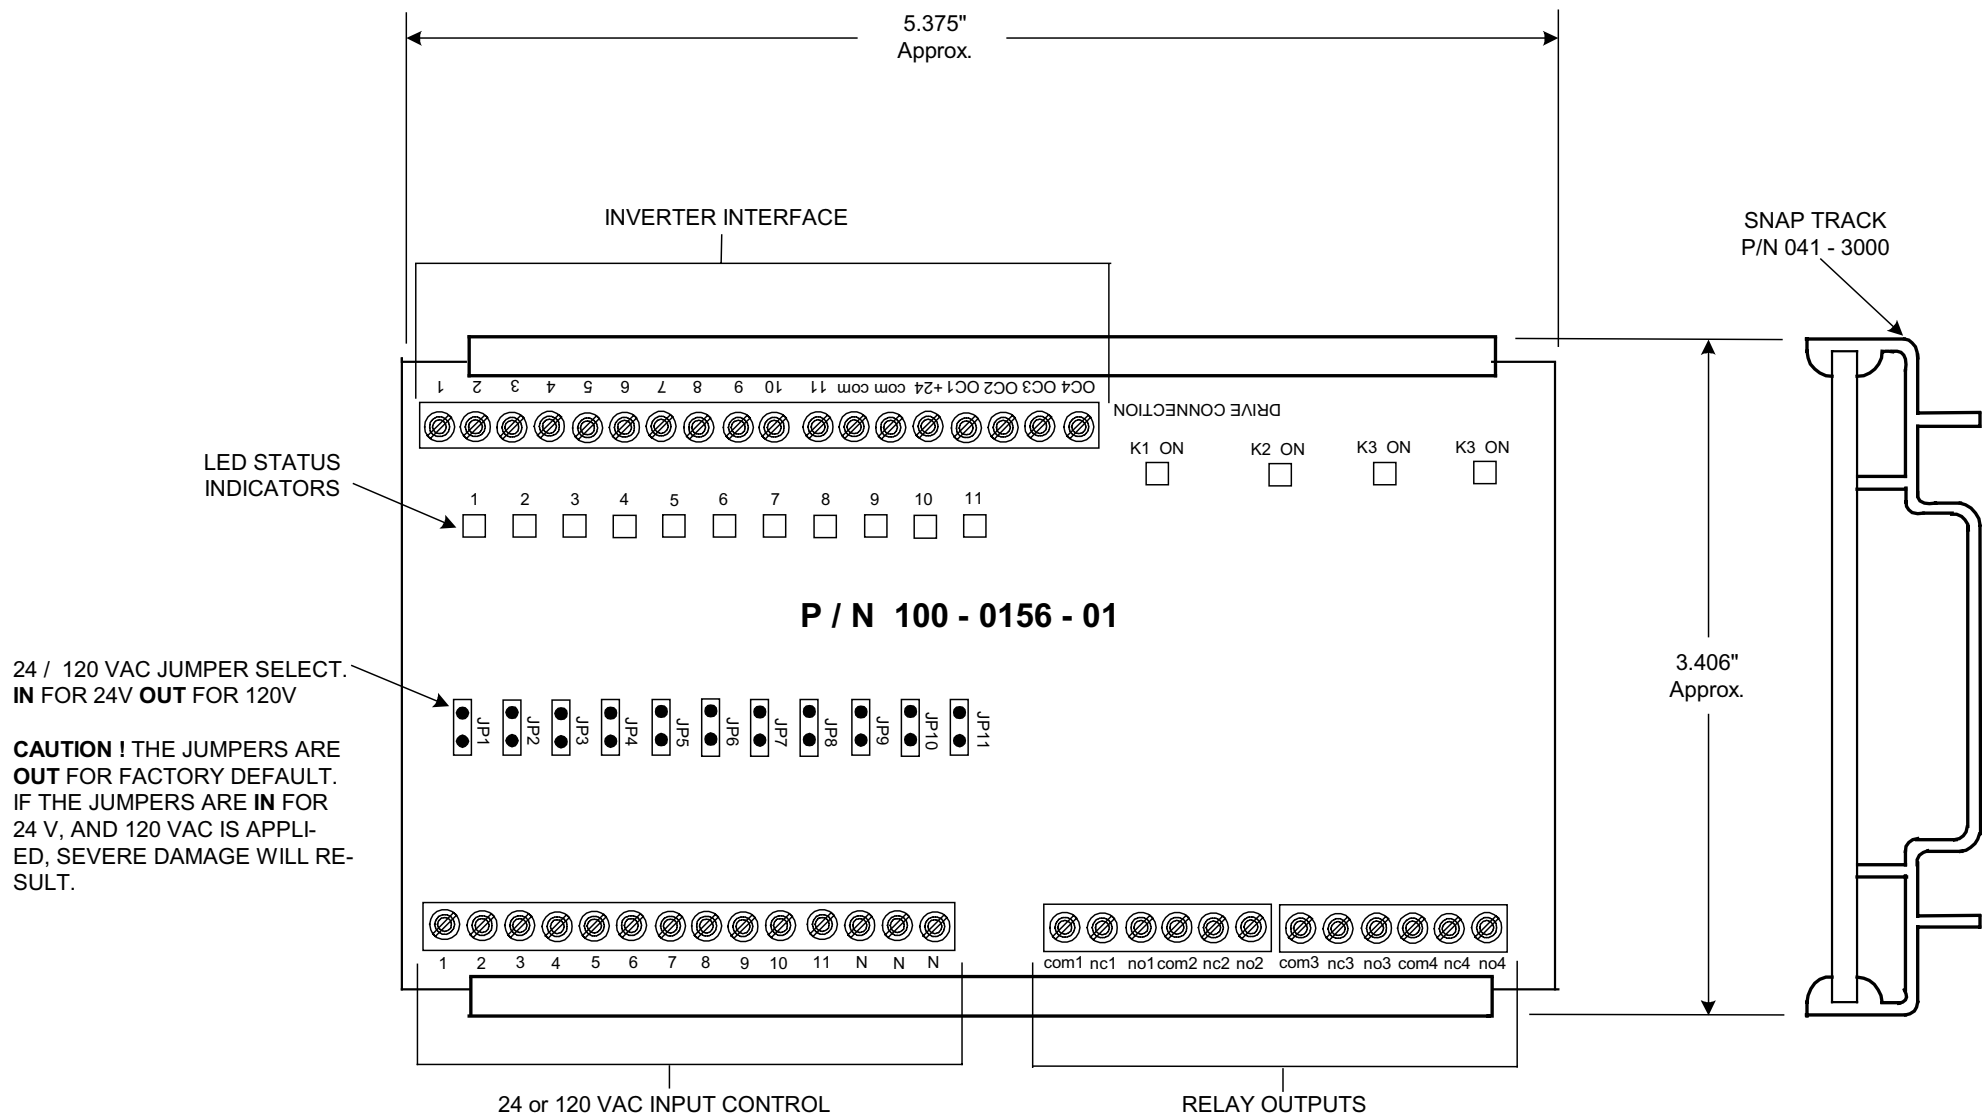 5.375"
Approx.
INVERTER INTERFACE
SNAP TRACK
P/N 041 - 3000
1 2 3 4 5 6 7 8 9 10 11 com com +24 OC1 OC2 OC3 OC4
DRIVE CONNECTION
K1 ON K2 ON K3 ON K3 ON
LED STATUS
INDICATORS
1 2 3 4 5 6 7 8 9 10 11
P / N 100 - 0156 - 01
24 / 120 VAC JUMPER SELECT.
IN FOR 24V OUT FOR 120V
3.406"
Approx.
JP1 JP2 JP3 JP4 JP5 JP6 JP7 JP8 JP9 JP10 JP11
CAUTION ! THE JUMPERS ARE
OUT FOR FACTORY DEFAULT.
IF THE JUMPERS ARE IN FOR
24 V, AND 120 VAC IS APPLI-
ED, SEVERE DAMAGE WILL RE-
SULT.
1 2 3 4 5 6 7 8 9 10 11 N N N
com1 nc1 no1 com2 nc2 no2 com3 nc3 no3 com4 nc4 no4
24 or 120 VAC INPUT CONTROL
RELAY OUTPUTS